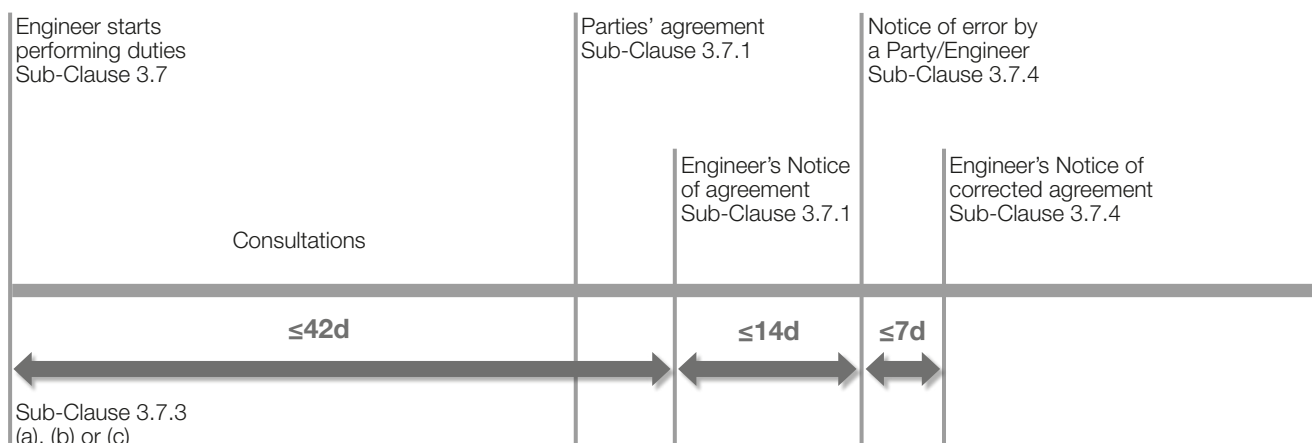 Engineer starts
performing duties
Sub-Clause 3.7
Parties’ agreement
Sub-Clause 3.7.1
Notice of error by
a Party/Engineer
Sub-Clause 3.7.4
Engineer’s Notice
of agreement
Sub-Clause 3.7.1
Engineer’s Notice of
corrected agreement
Sub-Clause 3.7.4
Consultations
≤42d
≤14d
≤7d
Sub-Clause 3.7.3
(a), (b) or (c)